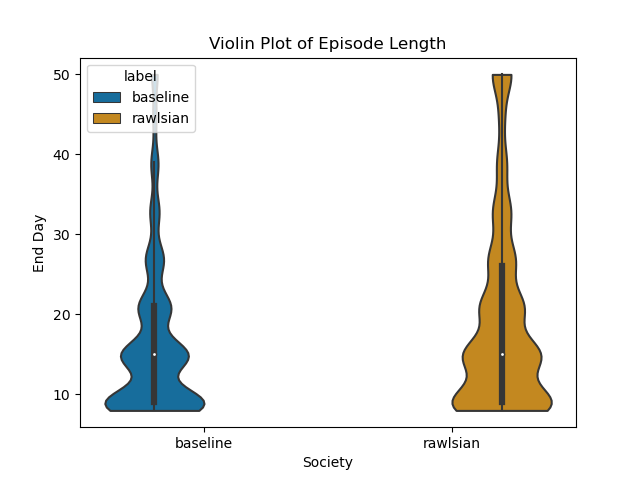 Violin Plot of Episode Length
label
baseline
rawlsian
50
40
30
20
10
End Day
baseline
rawlsian
Society